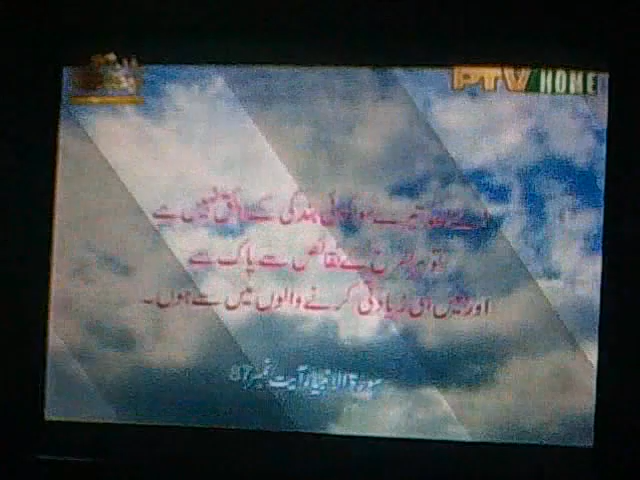 PTV HOME
تیرے سوا کوئی بندگی کے لائق نہیں ہے
تو ہر طرح کے نقائص سے پاک ہے
اور میں ہی زیادتی کرنے والوں میں سے ہوں۔
سورۃ الانبیاء آیت نمبر 87